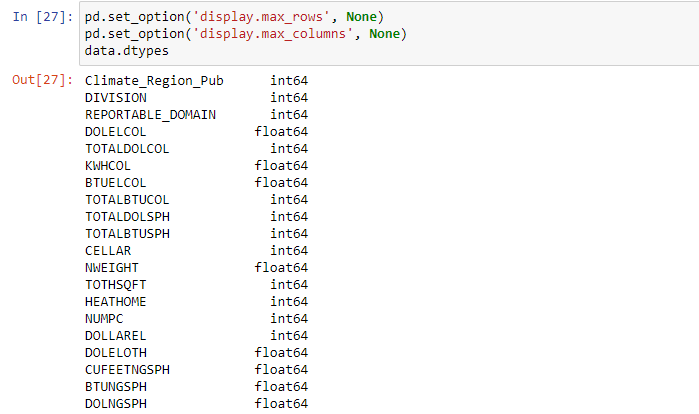 In [27]: pd.set_option('display.max_rows', None)
pd.set_option('display.max_columns', None)
data.dtypes
Out[27]: Climate_Region_Pub int64
DIVISION int64
REPORTABLE_DOMAIN int64
DOLELCOL float64
TOTALDOLCOL int64
KWHCOL float64
BTUELCOL float64
TOTALBTUCOL int64
TOTALDOLSPH int64
TOTALBTUSPH int64
CELLAR int64
NWEIGHT float64
TOTHSQFT int64
HEATHOME int64
NUMPC int64
DOLLAREL int64
DOLELOTH float64
CUFEETNGSPH float64
BTUNGSPH float64
DOLNGSPH float64